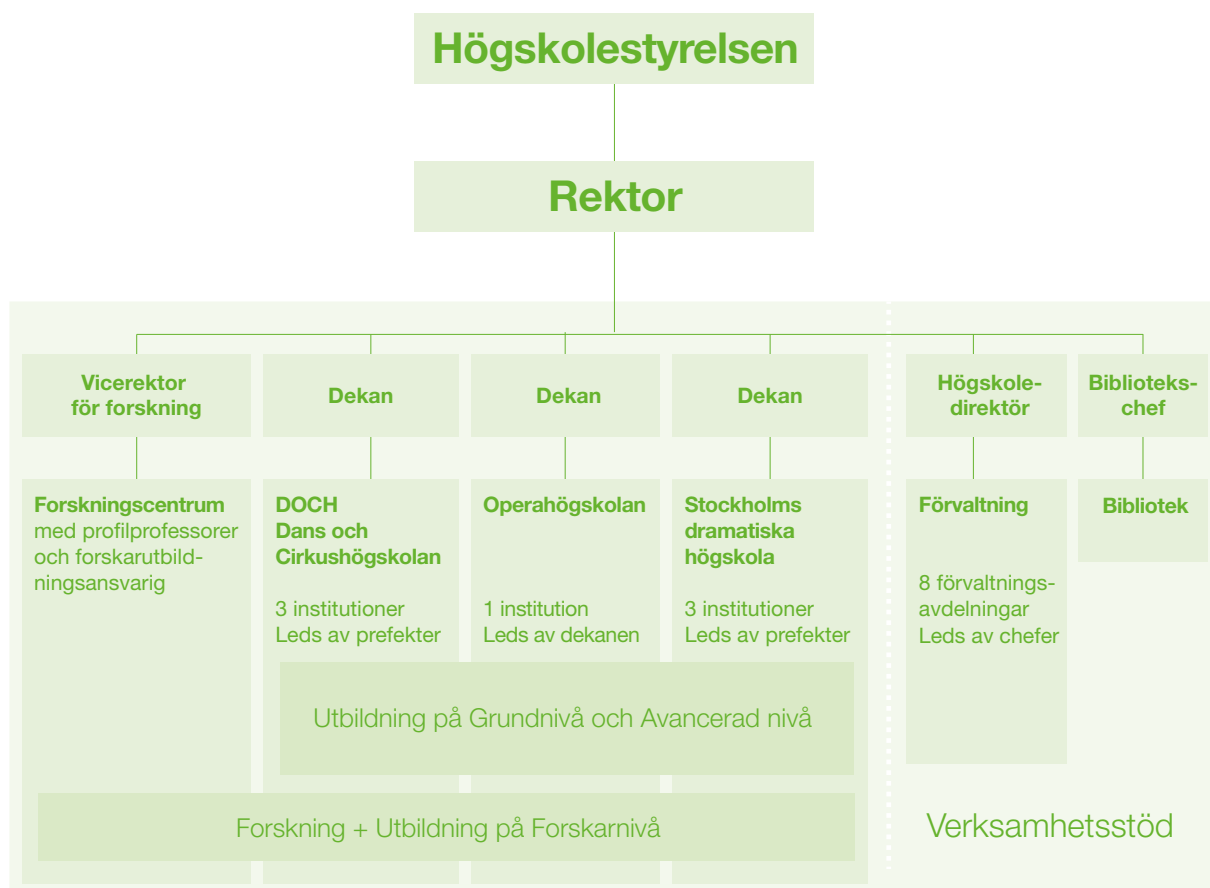 Högskolestyrelsen
Rektor
Vicerektor
för forskning
Dekan
Dekan
Dekan
Högskole-
direktör
Biblioteks-
chef
Forskningscentrum
med profilprofessorer
och forskarutbild-
ningsansvarig
DOCH
Dans och
Cirkushögskolan
3 institutioner
Leds av prefekter
Operahögskolan
1 institution
Leds av dekanen
Stockholms
dramatiska
högskola
3 institutioner
Leds av prefekter
Förvaltning
8 förvaltnings-
avdelningar
Leds av chefer
Bibliotek
Utbildning på Grundnivå och Avancerad nivå
Forskning + Utbildning på Forskarnivå
Verksamhetsstöd